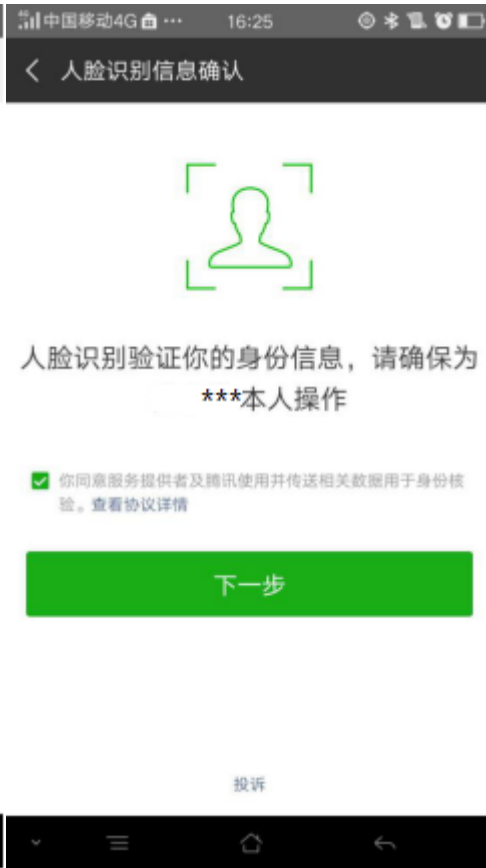 中国移动4G ··· 16:25
人脸识别信息确认
人脸识别验证你的身份信息，请确保为
***本人操作
你同意服务提供者及腾讯使用并传送相关数据用于身份核
验。查看协议详情
下一步
投诉